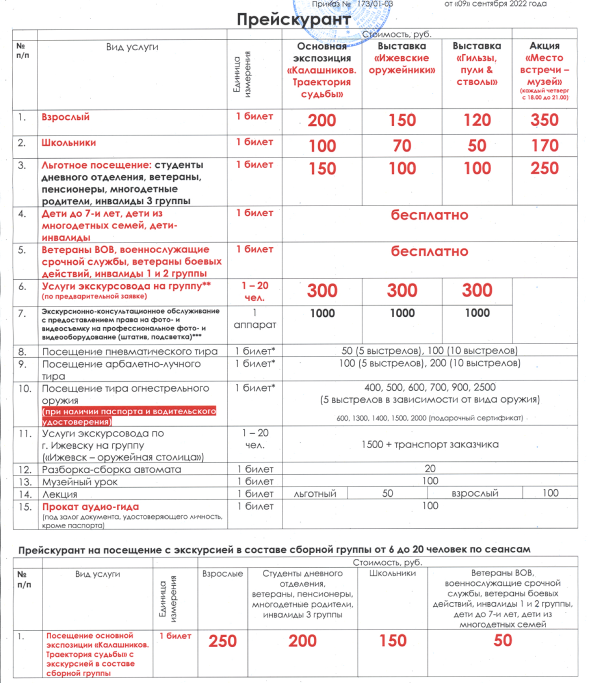 Приказ № 173/01-03 от «09» сентября 2022 года
Прейскурант
№ п/п
Вид услуги
Единица измерения
Стоимость, руб.
Основная экспозиция «Калашников. Траектория судьбы»
Выставка «Ижевские оружейники»
Выставка «Гильзы, пули & стволы»
Акция «Место встречи – музей» (каждый четверг с 18.00 до 21.00)
1. Взрослый 1 билет 200 150 120 350
2. Школьники 1 билет 100 70 50 170
3. Льготное посещение: студенты 1 билет 150 100 100 250
дневного отделения, ветераны,
пенсионеры, многодетные
родители, инвалиды 3 группы
4. Дети до 7-и лет, дети из 1 билет бесплатно
многодетных семей, дети-
инвалиды
5. Ветераны ВОВ, военнослужащие 1 билет бесплатно
срочной службы, ветераны боевых
действий, инвалиды 1 и 2 группы
6. Услуги экскурсовода на группу** 1 – 20 чел. 300 300 300
(по предварительной заявке)
7. Экскурсионно-консультационное обслуживание 1 аппарат 1000 1000 1000
с предоставлением права на фото- и
видеосъемку на профессиональное фото- и
видеооборудование (штатив, подсветка)***
8. Посещение пневматического тира 1 билет* 50 (5 выстрелов), 100 (10 выстрелов)
9. Посещение арбалетно-лучного 1 билет* 100 (5 выстрелов), 200 (10 выстрелов)
тира
10. Посещение тира огнестрельного 1 билет* 400, 500, 600, 700, 900, 2500
оружия (5 выстрелов в зависимости от вида оружия)
(при наличии паспорта и водительского 600, 1300, 1400, 1500, 2000 (подарочный сертификат)
удостоверения)
11. Услуги экскурсовода по 1 – 20 чел. 1500 + транспорт заказчика
г. Ижевску на группу
(«Ижевск – оружейная столица»)
12. Разборка-сборка автомата 1 билет 20
13. Музейный урок 1 билет 100
14. Лекция 1 билет льготный 50 взрослый 100
15. Прокат аудио-гида 1 билет 100
(под залог документа, удостоверяющего личность,
кроме паспорта)
Прейскурант на посещение с экскурсией в составе сборной группы от 6 до 20 человек по сеансам
№ п/п
Вид услуги
Единица измерения
Стоимость, руб.
Взрослые
Студенты дневного отделения, ветераны, пенсионеры, многодетные родители, инвалиды 3 группы
Школьники
Ветераны ВОВ, военнослужащие срочной службы, ветераны боевых действий, инвалиды 1 и 2 группы, дети до 7-и лет, дети из многодетных семей
1. Посещение основной 1 билет 250 200 150 50
экспозиции «Калашников.
Траектория судьбы» с
экскурсией в составе
сборной группы